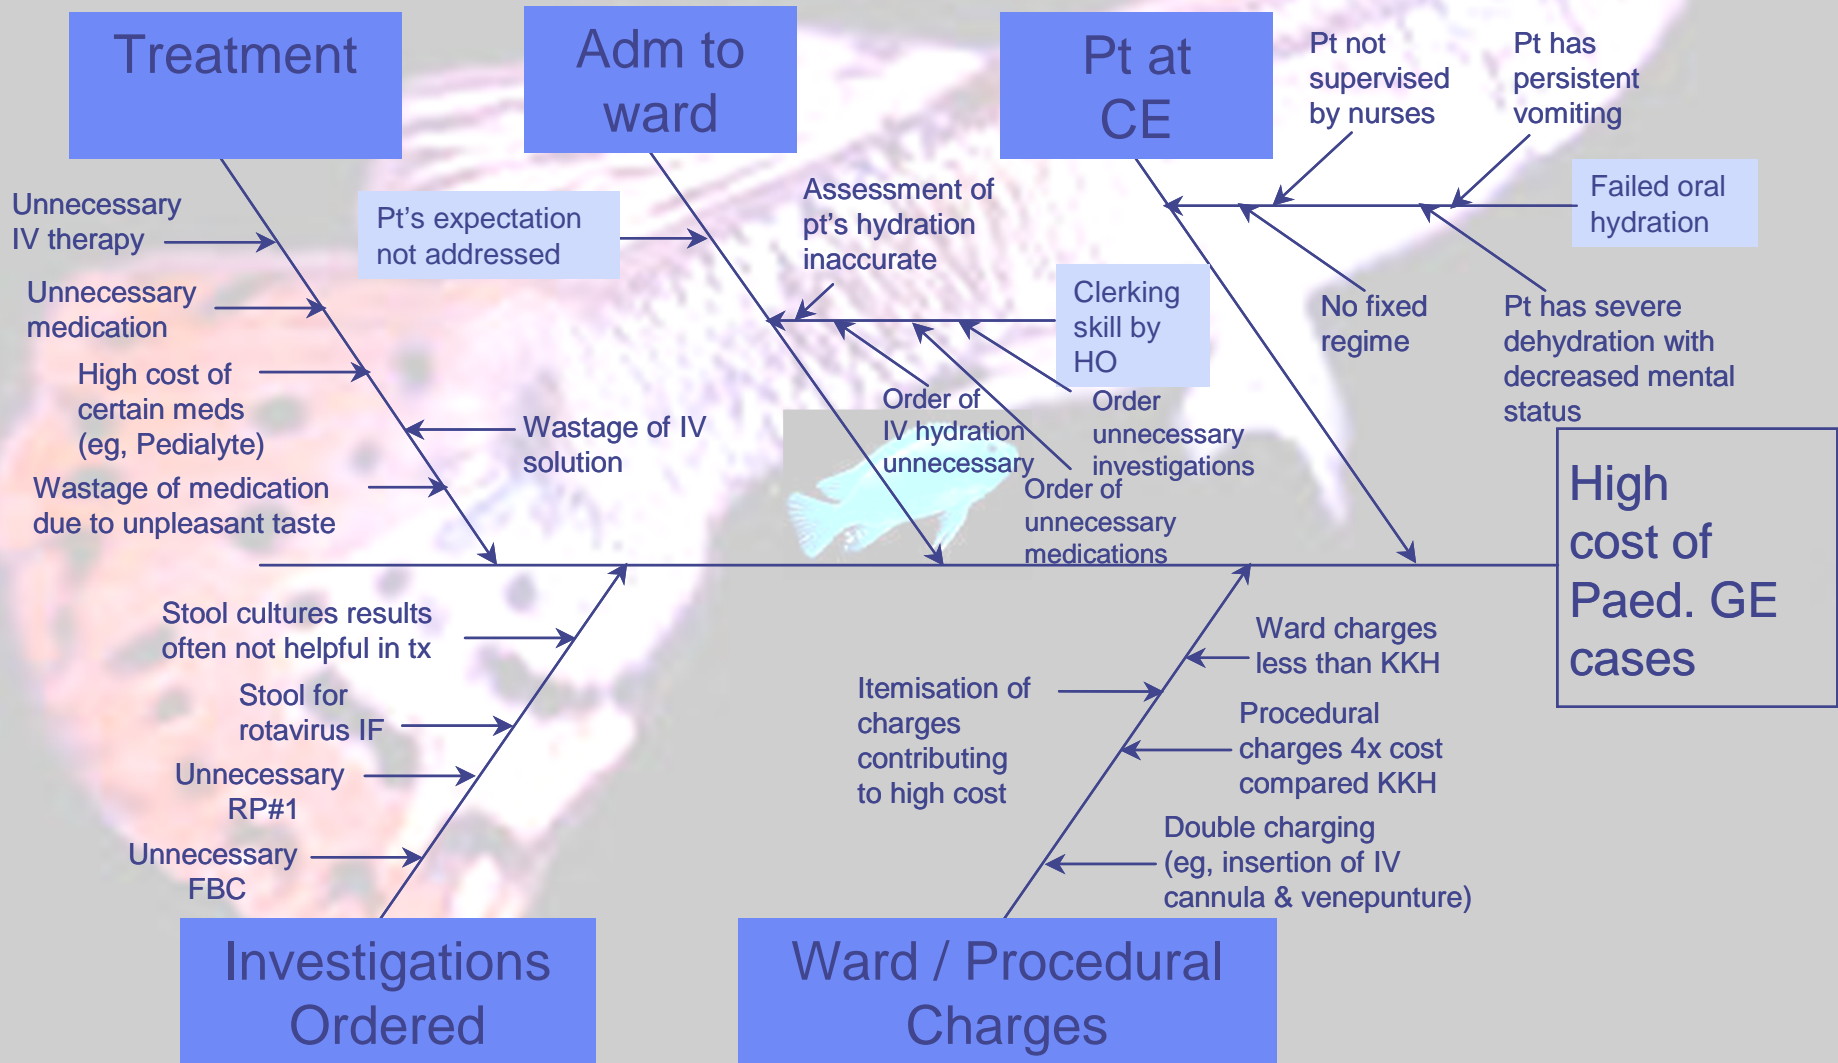 Treatment
Adm to
ward
Pt at
CE
Pt not
supervised
by nurses
Pt has
persistent
vomiting
Failed oral
hydration
No fixed
regime
Pt has severe
dehydration with
decreased mental
status
Unnecessary
IV therapy
Unnecessary
medication
High cost of
certain meds
(eg, Pedialyte)
Wastage of medication
due to unpleasant taste
Wastage of IV
solution
Pt's expectation
not addressed
Assessment of
pt's hydration
inaccurate
Clerking
skill by
HO
Order of
IV hydration
unnecessary
Order of
unnecessary
medications
Order
unnecessary
investigations
High
cost of
Paed. GE
cases
Stool cultures results
often not helpful in tx
Stool for
rotavirus IF
Unnecessary
RP#1
Unnecessary
FBC
Itemisation of
charges
contributing
to high cost
Ward charges
less than KKH
Procedural
charges 4x cost
compared KKH
Double charging
(eg, insertion of IV
cannula & venepuncture)
Investigations
Ordered
Ward / Procedural
Charges